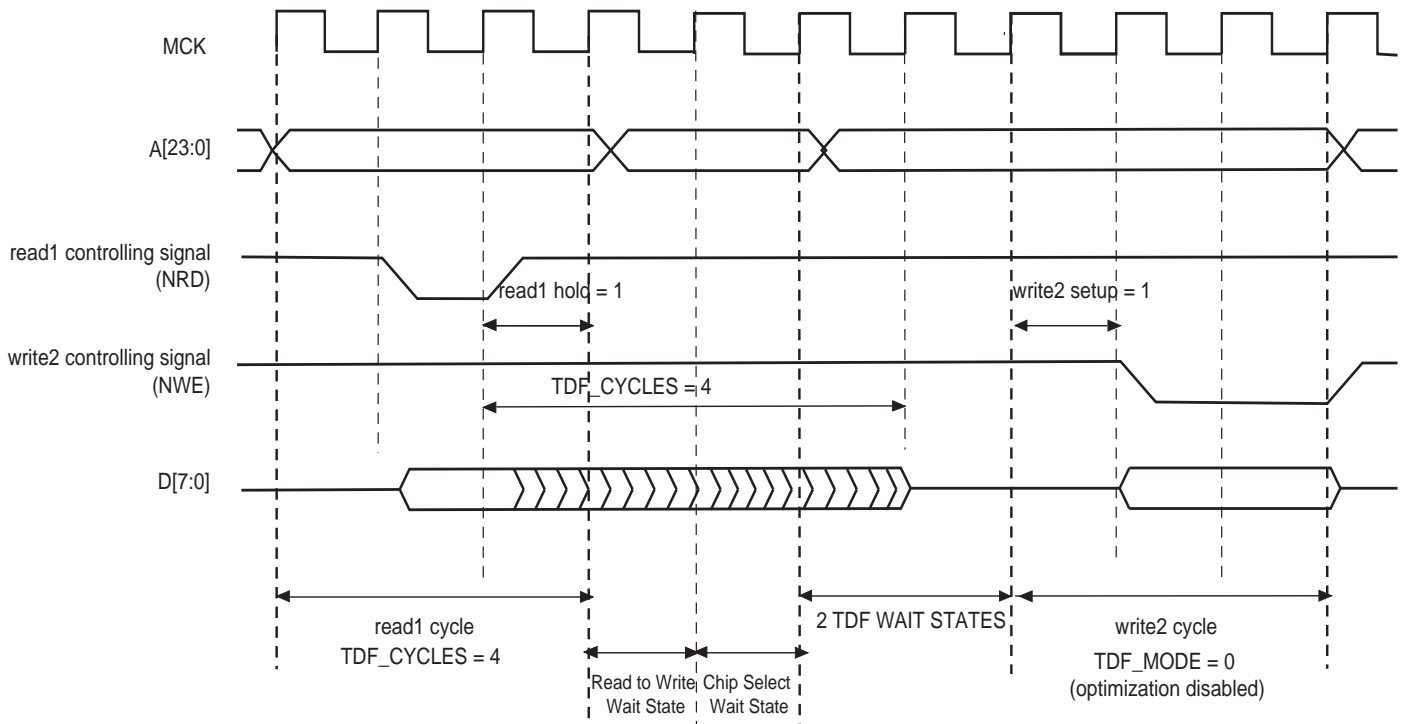 MCK
A[23:0]
read1 controlling signal
(NRD)
read1 hold = 1
write2 setup = 1
write2 controlling signal
(NWE)
TDF_CYCLES = 4
D[7:0]
read1 cycle
TDF_CYCLES = 4
2 TDF WAIT STATES
write2 cycle
TDF_MODE = 0
(optimization disabled)
Read to Write
Wait State
Chip Select
Wait State